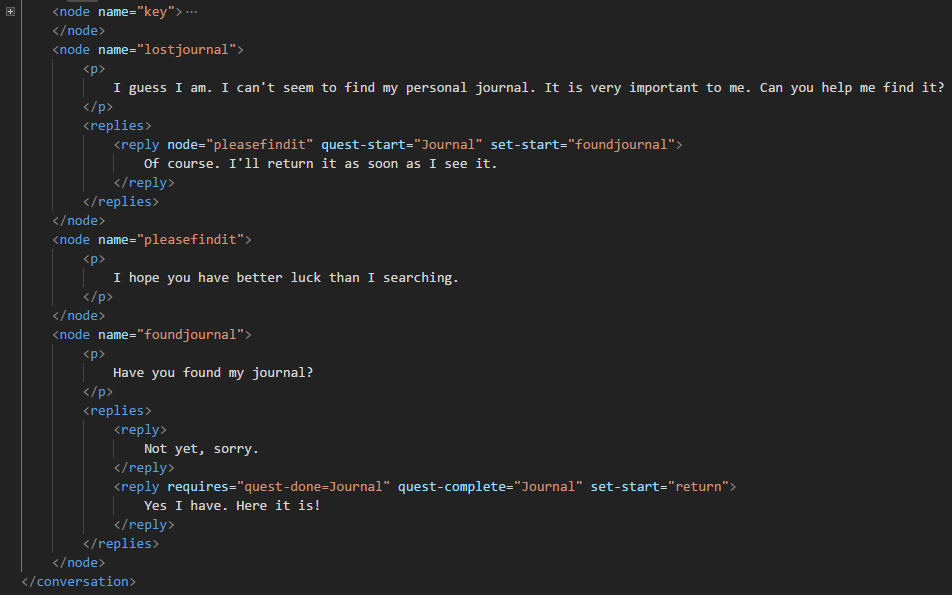 <node name="key">...
</node>
<node name="lostjournal">
<p>
I guess I am. I can't seem to find my personal journal. It is very important to me. Can you help me find it?
</p>
<replies>
<reply node="pleasefindit" quest-start="Journal" set-start="foundjournal">
Of course. I'll return it as soon as I see it.
</reply>
</replies>
</node>
<node name="pleasefindit">
<p>
I hope you have better luck than I searching.
</p>
</node>
<node name="foundjournal">
<p>
Have you found my journal?
</p>
<replies>
<reply>
Not yet, sorry.
</reply>
<reply requires="quest-done=Journal" quest-complete="Journal" set-start="return">
Yes I have. Here it is!
</reply>
</replies>
</node>
</conversation>